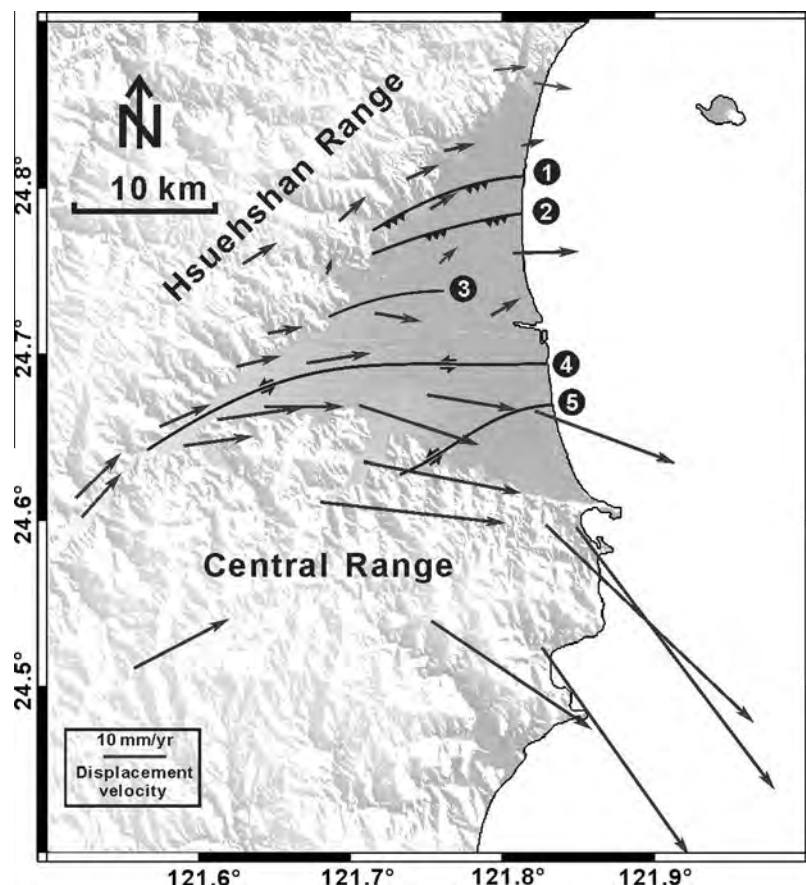 N
10 km
Hsuehshan Range
1
2
3
4
5
Central Range
10 mm/yr
Displacement
velocity
24.8°
24.7°
24.6°
24.5°
121.6° 121.7° 121.8° 121.9°